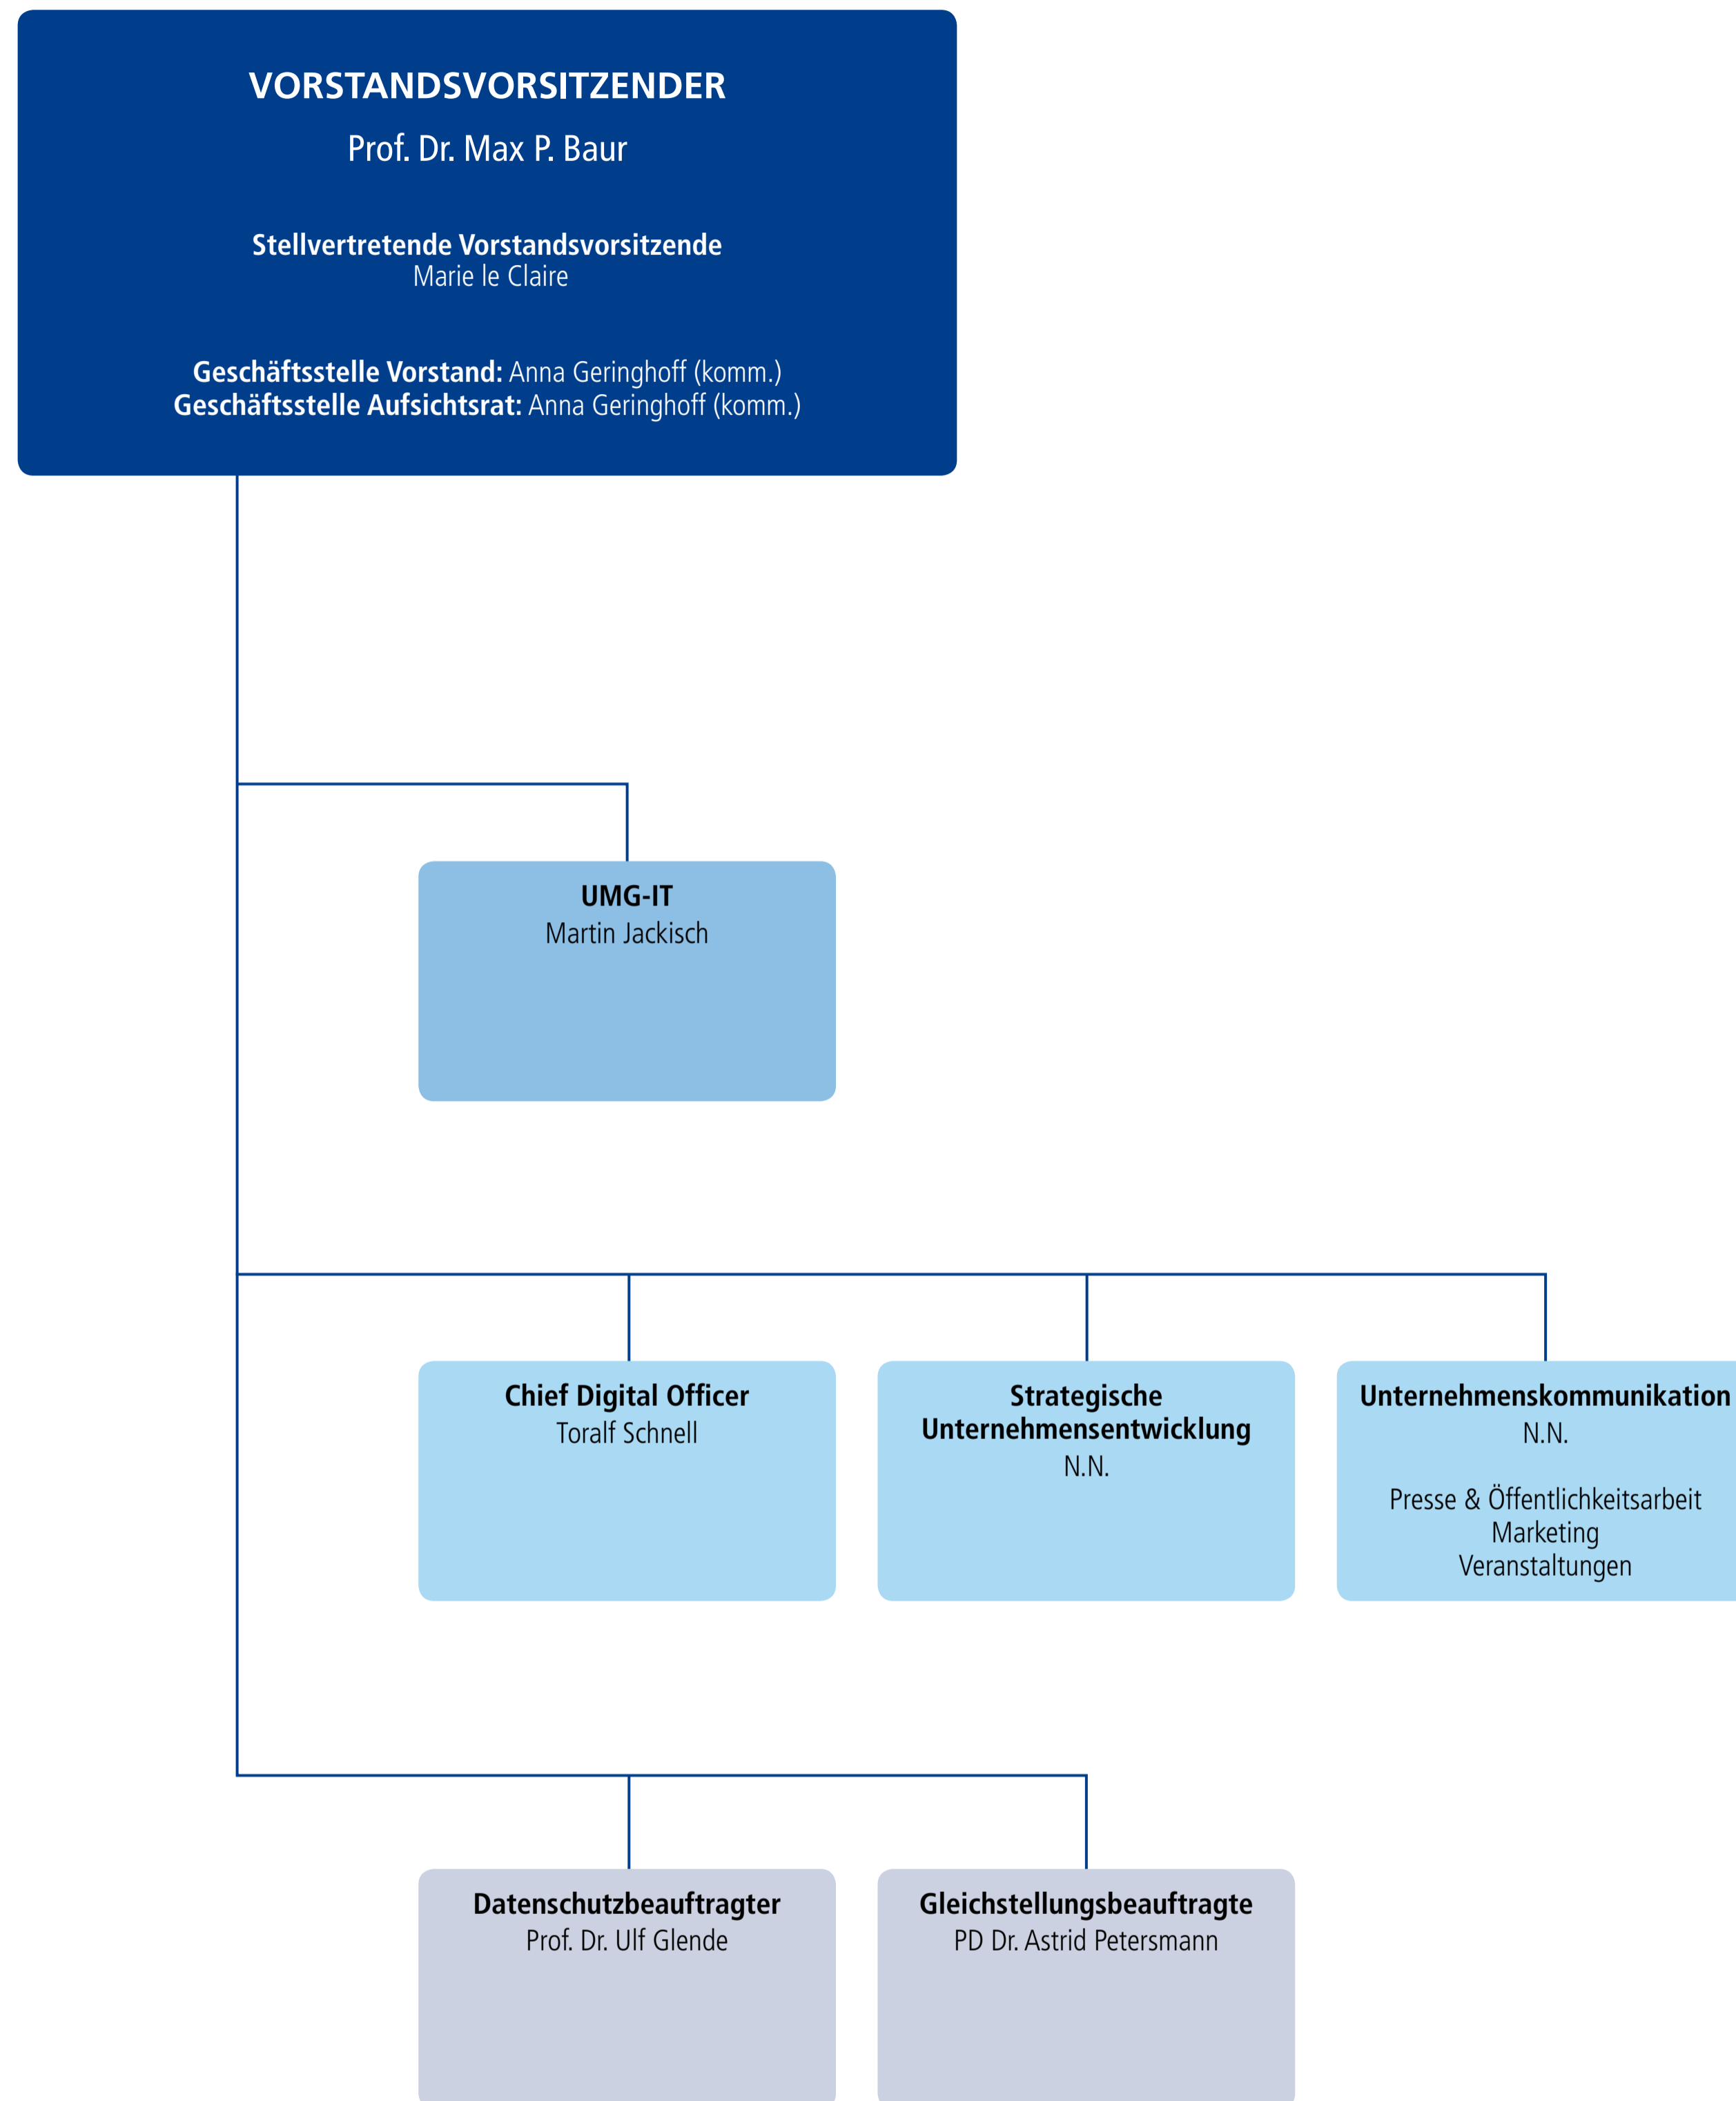 VORSTANDSVORSITZENDER
Prof. Dr. Max P. Baur
Stellvertretende Vorstandsvorsitzende
Marie le Claire
Geschäftsstelle Vorstand: Anna Geringhoff (komm.)
Geschäftsstelle Aufsichtsrat: Anna Geringhoff (komm.)
UMG-IT
Martin Jackisch
Chief Digital Officer
Toralf Schnell
Strategische
Unternehmensentwicklung
N.N.
Unternehmenskommunikation
N.N.
Presse & Öffentlichkeitsarbeit
Marketing
Veranstaltungen
Datenschutzbeauftragter
Prof. Dr. Ulf Glende
Gleichstellungsbeauftragte
PD Dr. Astrid Petersmann